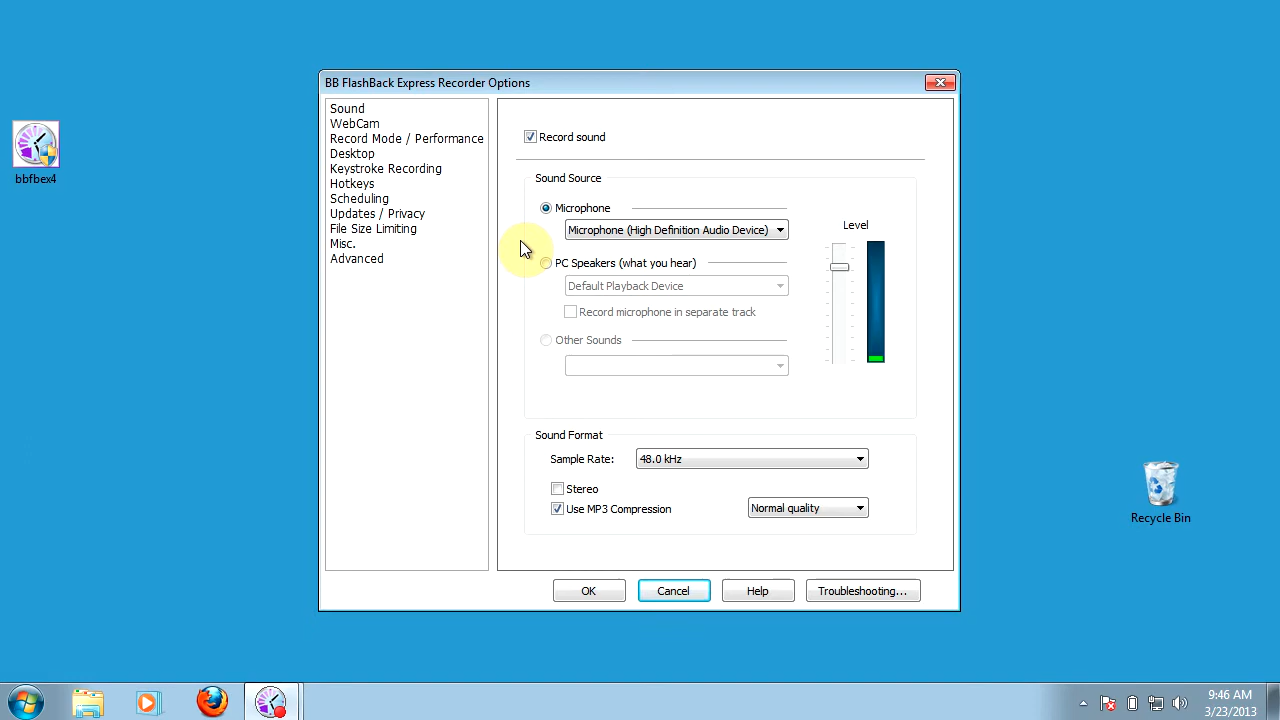 BB FlashBack Express Recorder Options
bbfbex4
Sound
WebCam
Record Mode / Performance
Desktop
Keystroke Recording
Hotkeys
Scheduling
Updates / Privacy
File Size Limiting
Misc.
Advanced
Record sound
Sound Source
Microphone
Microphone (High Definition Audio Device)
PC Speakers (what you hear)
Default Playback Device
Record microphone in separate track
Other Sounds
Level
Sound Format
Sample Rate: 48.0 kHz
Stereo
Use MP3 Compression Normal quality
OK Cancel Help Troubleshooting...
Recycle Bin
9:46 AM
3/23/2013